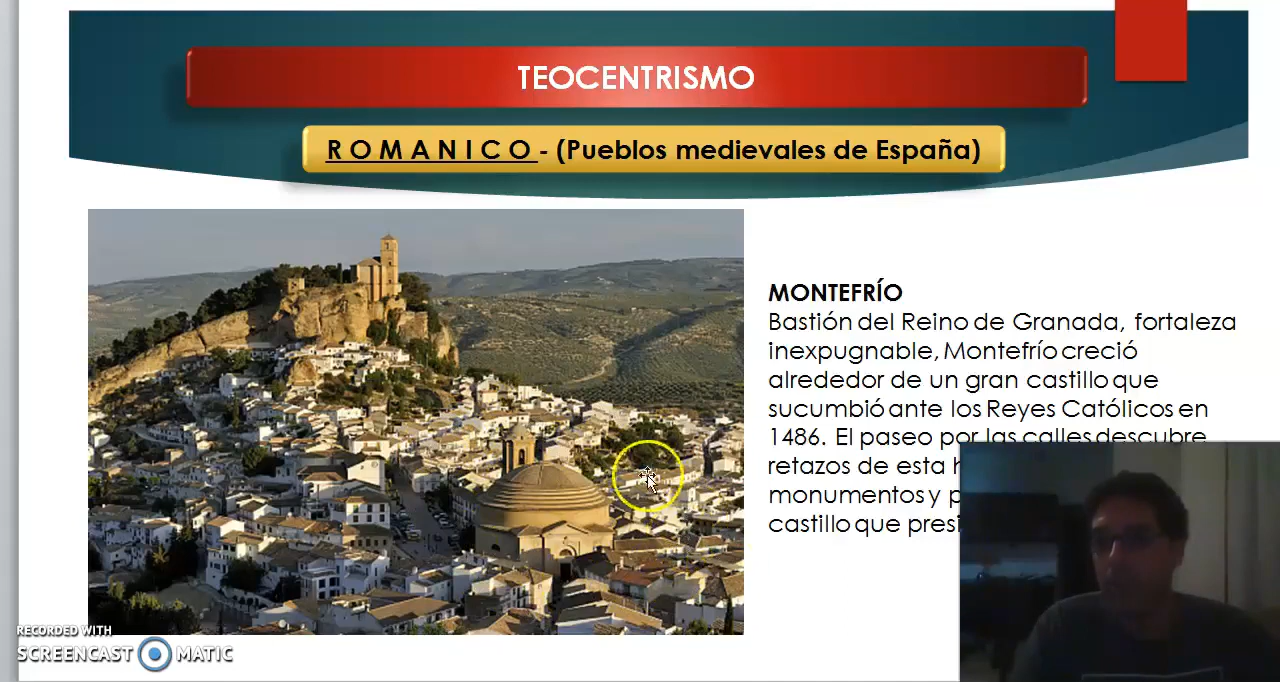 TEOCENTRISMO
R O M A N I C O - (Pueblos medievales de España)
MONTEFRÍO
Bastión del Reino de Granada, fortaleza
inexpugnable, Montefrío creció
alrededor de un gran castillo que
sucumbió ante los Reyes Católicos en
1486. El paseo por las calles descubre
retazos de esta
monumentos y
castillo que
RECORDED WITH
SCREENCAST MATIC